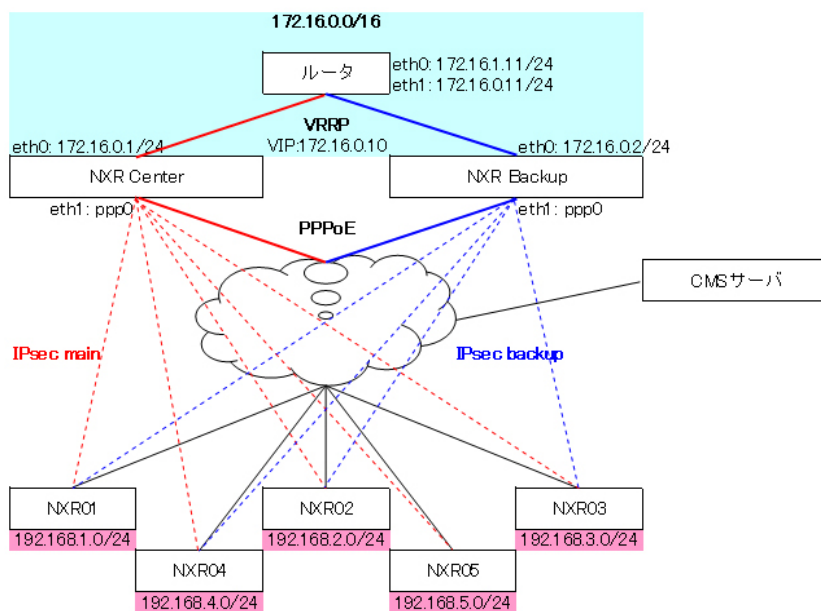 172.16.0.0/16
ルータ
eth0: 172.16.1.11/24
eth1: 172.16.0.11/24
VRRP
VIP:172.16.0.10
eth0: 172.16.0.1/24
eth0: 172.16.0.2/24
NXR Center
NXR Backup
eth1: ppp0
eth1: ppp0
PPPoE
CMSサーバ
IPsec main
IPsec backup
NXR01
NXR02
NXR03
192.168.1.0/24
192.168.2.0/24
192.168.3.0/24
NXR04
NXR05
192.168.4.0/24
192.168.5.0/24